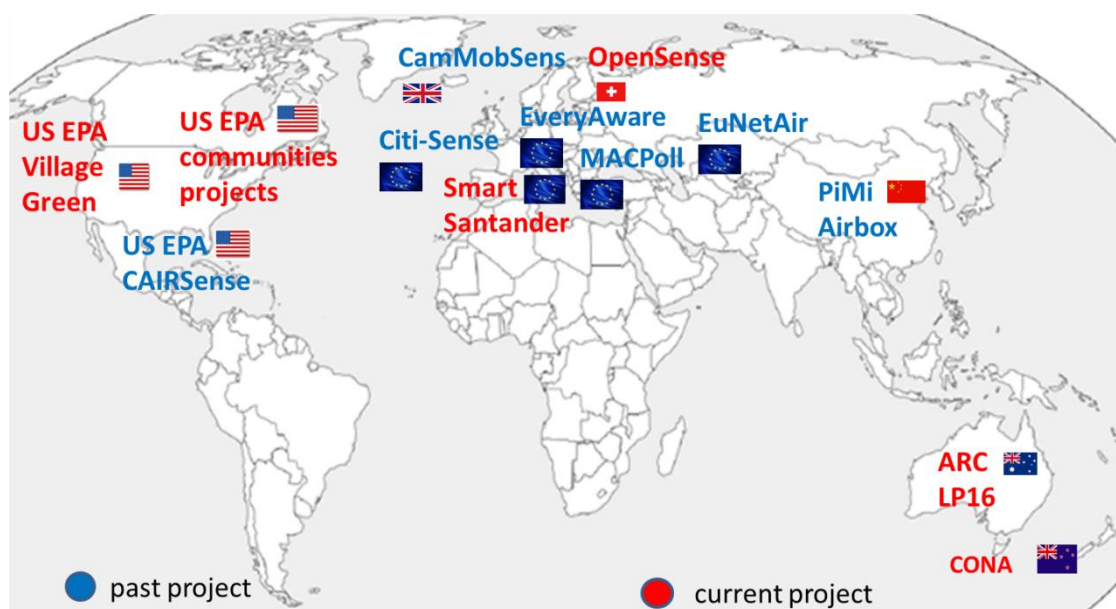 CamMobSens
OpenSense
US EPA
Village
Green
US EPA
communities
projects
Citi-Sense
EveryAware
EuNetAir
MACPoll
Smart
Santander
PiMi
Airbox
US EPA
CAIRSense
ARC
LP16
CONA
past project
current project